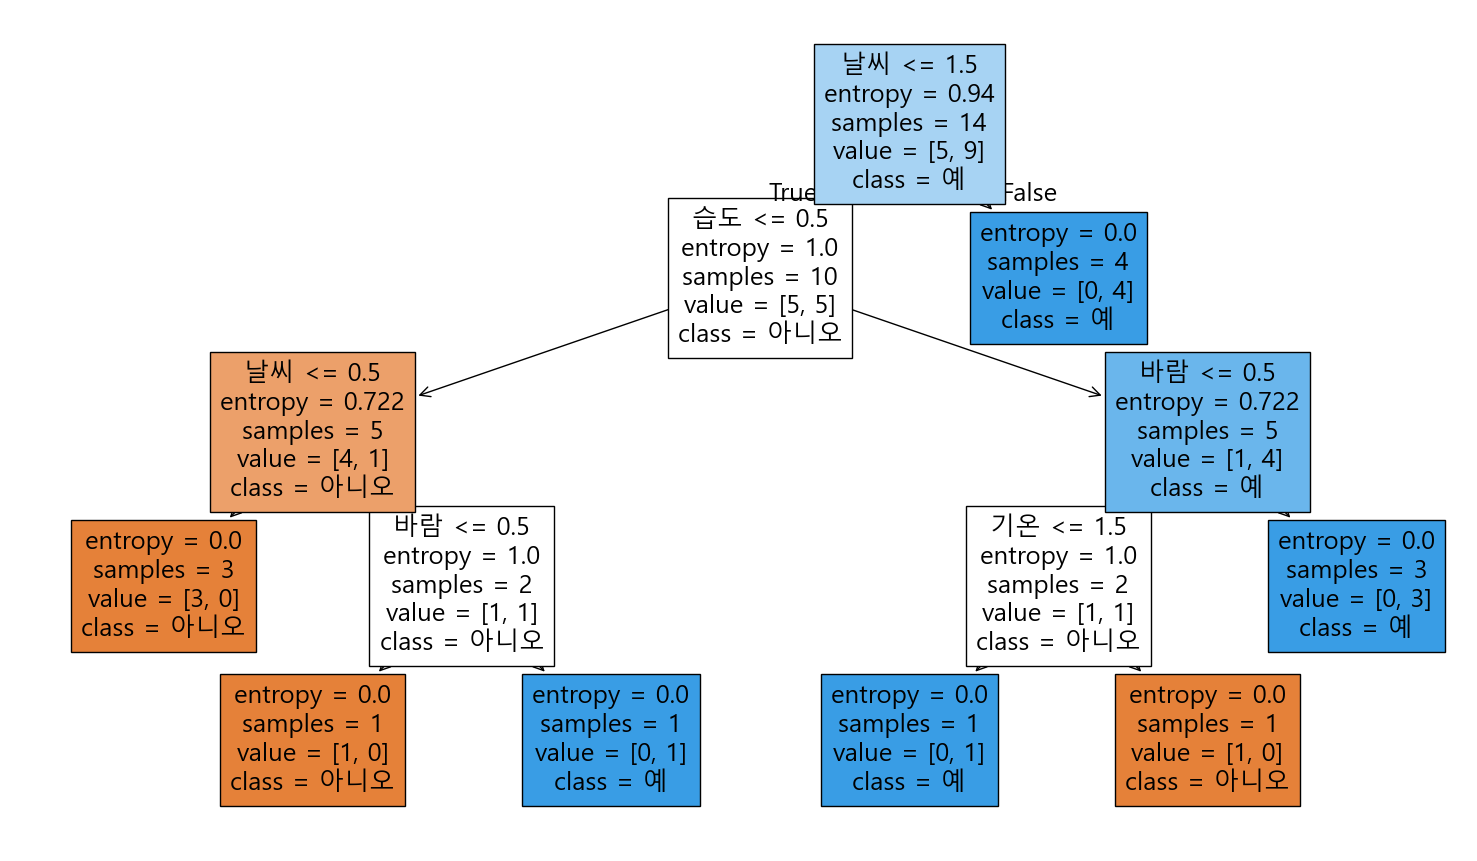 날씨 <= 1.5
entropy = 0.94
samples = 14
value = [5, 9]
class = 예
True
False
습도 <= 0.5
entropy = 1.0
samples = 10
value = [5, 5]
class = 아니오
entropy = 0.0
samples = 4
value = [0, 4]
class = 예
날씨 <= 0.5
entropy = 0.722
samples = 5
value = [4, 1]
class = 아니오
바람 <= 0.5
entropy = 0.722
samples = 5
value = [1, 4]
class = 예
entropy = 0.0
samples = 3
value = [3, 0]
class = 아니오
바람 <= 0.5
entropy = 1.0
samples = 2
value = [1, 1]
class = 아니오
기온 <= 1.5
entropy = 1.0
samples = 2
value = [1, 1]
class = 아니오
entropy = 0.0
samples = 3
value = [0, 3]
class = 예
entropy = 0.0
samples = 1
value = [1, 0]
class = 아니오
entropy = 0.0
samples = 1
value = [0, 1]
class = 예
entropy = 0.0
samples = 1
value = [0, 1]
class = 예
entropy = 0.0
samples = 1
value = [1, 0]
class = 아니오